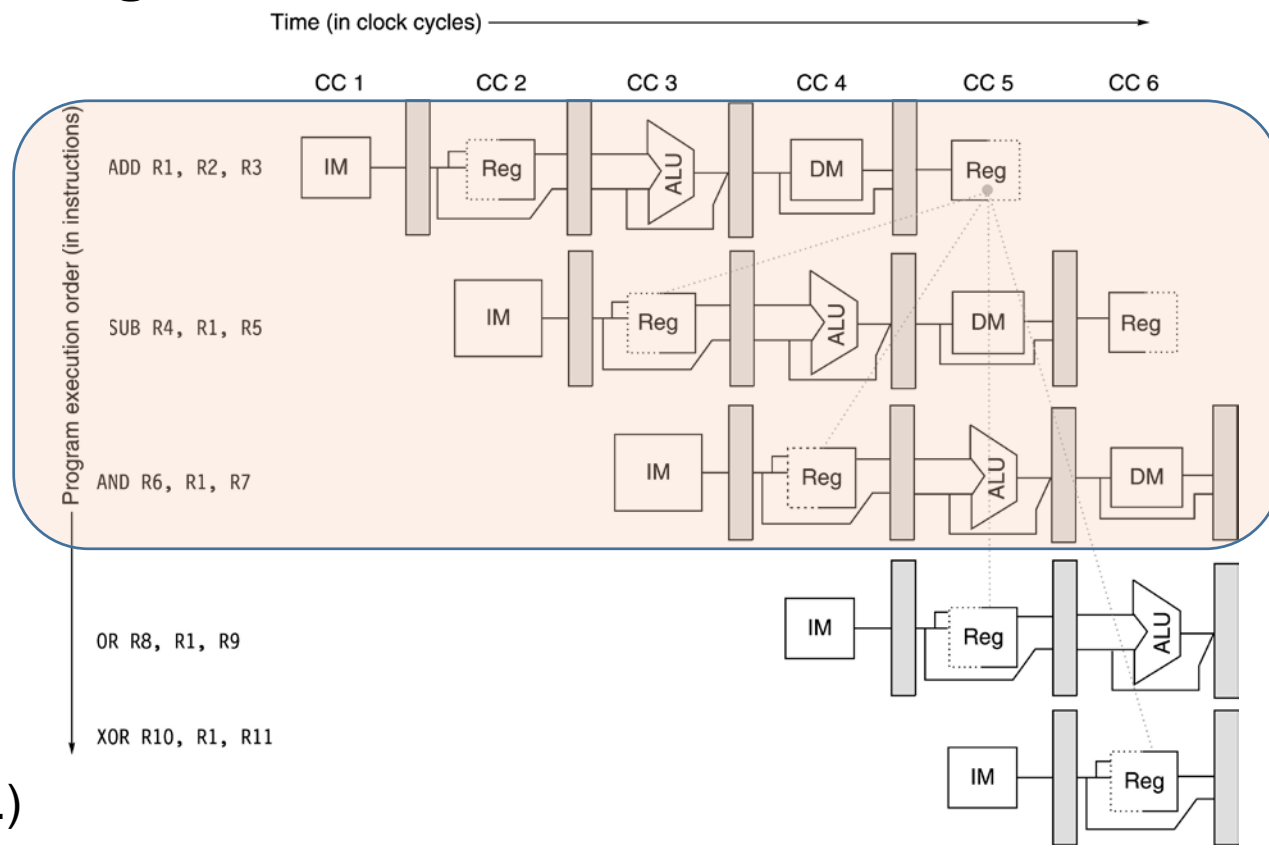 Time (in clock cycles)
CC 1 CC 2 CC 3 CC 4 CC 5 CC 6
Program execution order (in instructions)
ADD R1, R2, R3 IM Reg ALU DM Reg
SUB R4, R1, R5 IM Reg ALU DM Reg
AND R6, R1, R7 IM Reg ALU DM
OR R8, R1, R9 IM Reg ALU
XOR R10, R1, R11 IM Reg
.)